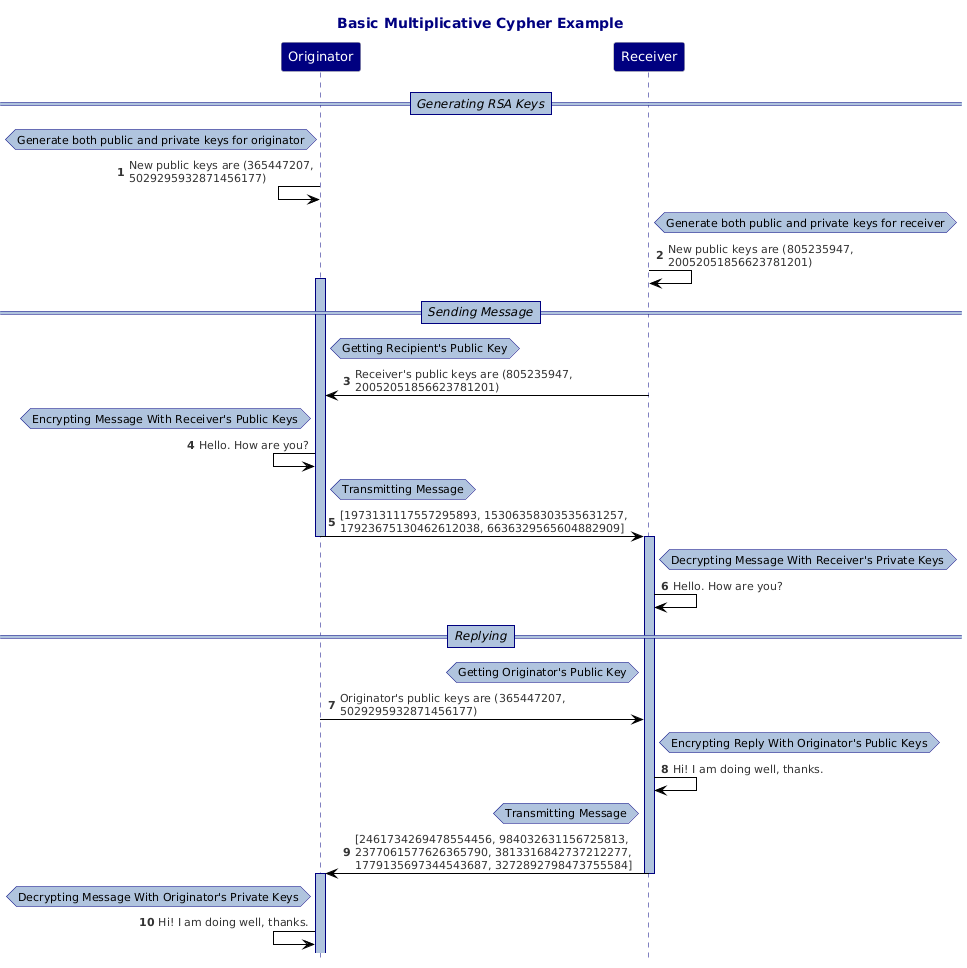 Basic Multiplicative Cypher Example
Originator
Receiver
Generating RSA Keys
Generate both public and private keys for originator
1 New public keys are (365447207,
5029295932871456177)
Generate both public and private keys for receiver
2 New public keys are (805235947,
20052051856623781201)
Sending Message
Getting Recipient's Public Key
3 Receiver's public keys are (805235947,
20052051856623781201)
Encrypting Message With Receiver's Public Keys
4 Hello. How are you?
Transmitting Message
5 [1973131117557295893, 15306358303535631257,
17923675130462612038, 6636329565604882909]
Decrypting Message With Receiver's Private Keys
6 Hello. How are you?
Replying
Getting Originator's Public Key
7 Originator's public keys are (365447207,
5029295932871456177)
Encrypting Reply With Originator's Public Keys
8 Hi! I am doing well, thanks.
Transmitting Message
9 [2461734269478554456, 984032631156725813,
2377061577626365790, 3813316842737212277,
1779135697344543687, 3272892798473755584]
Decrypting Message With Originator's Private Keys
10 Hi! I am doing well, thanks.